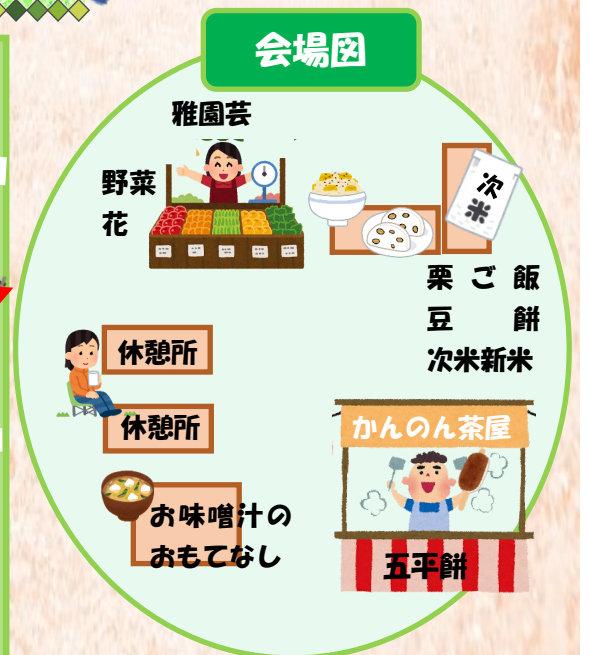 会場図
雅園芸
野菜
花
次
米
栗ご飯
豆餅
次米新米
休憩所
休憩所
お味噌汁の
おもてなし
かんのん茶屋
五平餅